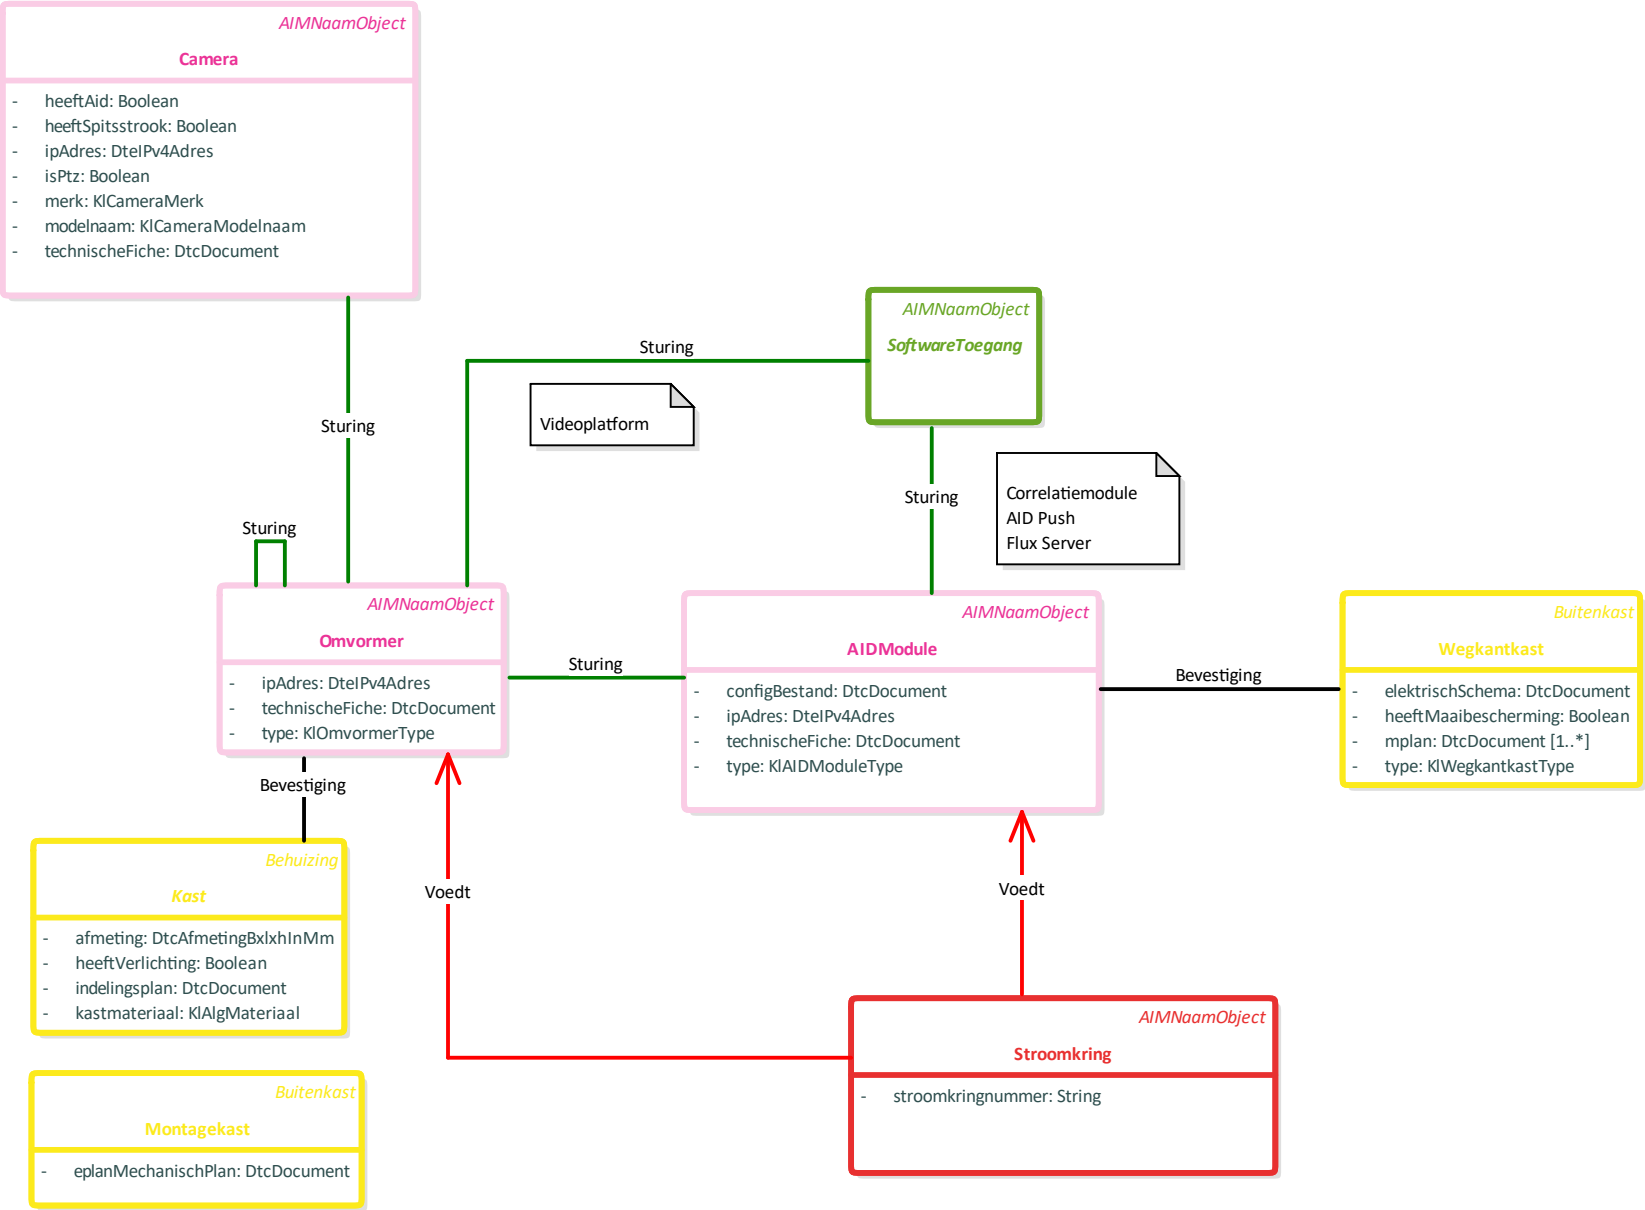 AIMNaamObject
Camera
- heeftAid: Boolean
- heeftSpitsstrook: Boolean
- ipAdres: DteIPv4Adres
- isPtz: Boolean
- merk: KlCameraMerk
- modelnaam: KlCameraModelnaam
- technischeFiche: DtcDocument
AIMNaamObject
SoftwareToegang
Sturing
Videoplatform
Sturing
Sturing
Correlatiemodule
AID Push
Flux Server
Sturing
AIMNaamObject
Omvormer
- ipAdres: DteIPv4Adres
- technischeFiche: DtcDocument
- type: KlOmvormerType
Sturing
AIMNaamObject
AIDModule
- configBestand: DtcDocument
- ipAdres: DteIPv4Adres
- technischeFiche: DtcDocument
- type: KlAIDModuleType
Bevestiging
Buitenkast
Wegkantkast
- elektrischSchema: DtcDocument
- heeftMaaibescherming: Boolean
- mplan: DtcDocument [1..*]
- type: KlWegkantkastType
Bevestiging
Behuizing
Kast
- afmeting: DtcAfmetingBxlxhInMm
- heeftVerlichting: Boolean
- indelingsplan: DtcDocument
- kastmateriaal: KlAlgMateriaal
Voedt
Voedt
AIMNaamObject
Stroomkring
- stroomkringnummer: String
Buitenkast
Montagekast
- eplanMechanischPlan: DtcDocument